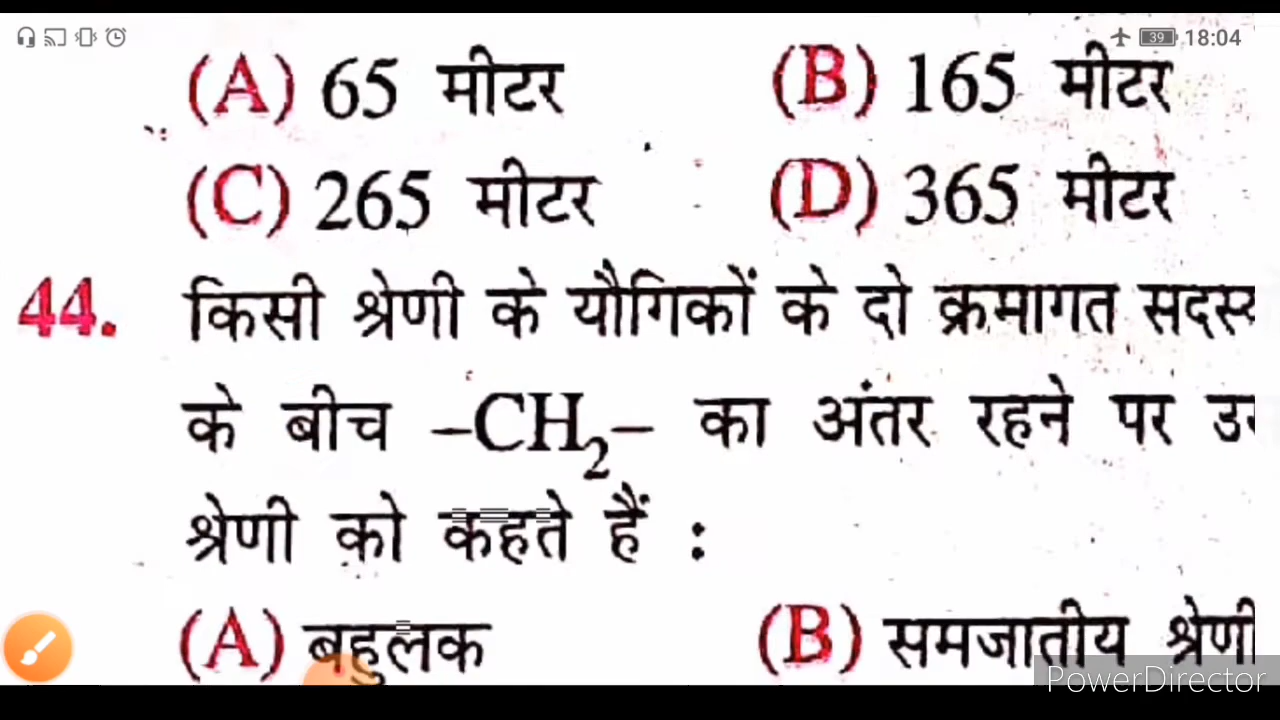 39 18:04
(A) 65 मीटर (B) 165 मीटर
(C) 265 मीटर (D) 365 मीटर
44. किसी श्रेणी के यौगिकों के दो क्रमागत
के बीच –CH₂– का अंतर रहने पर
श्रेणी को कहते हैं :
(A) बहुलक (B) समजातीय श्रेणी
PowerDirector